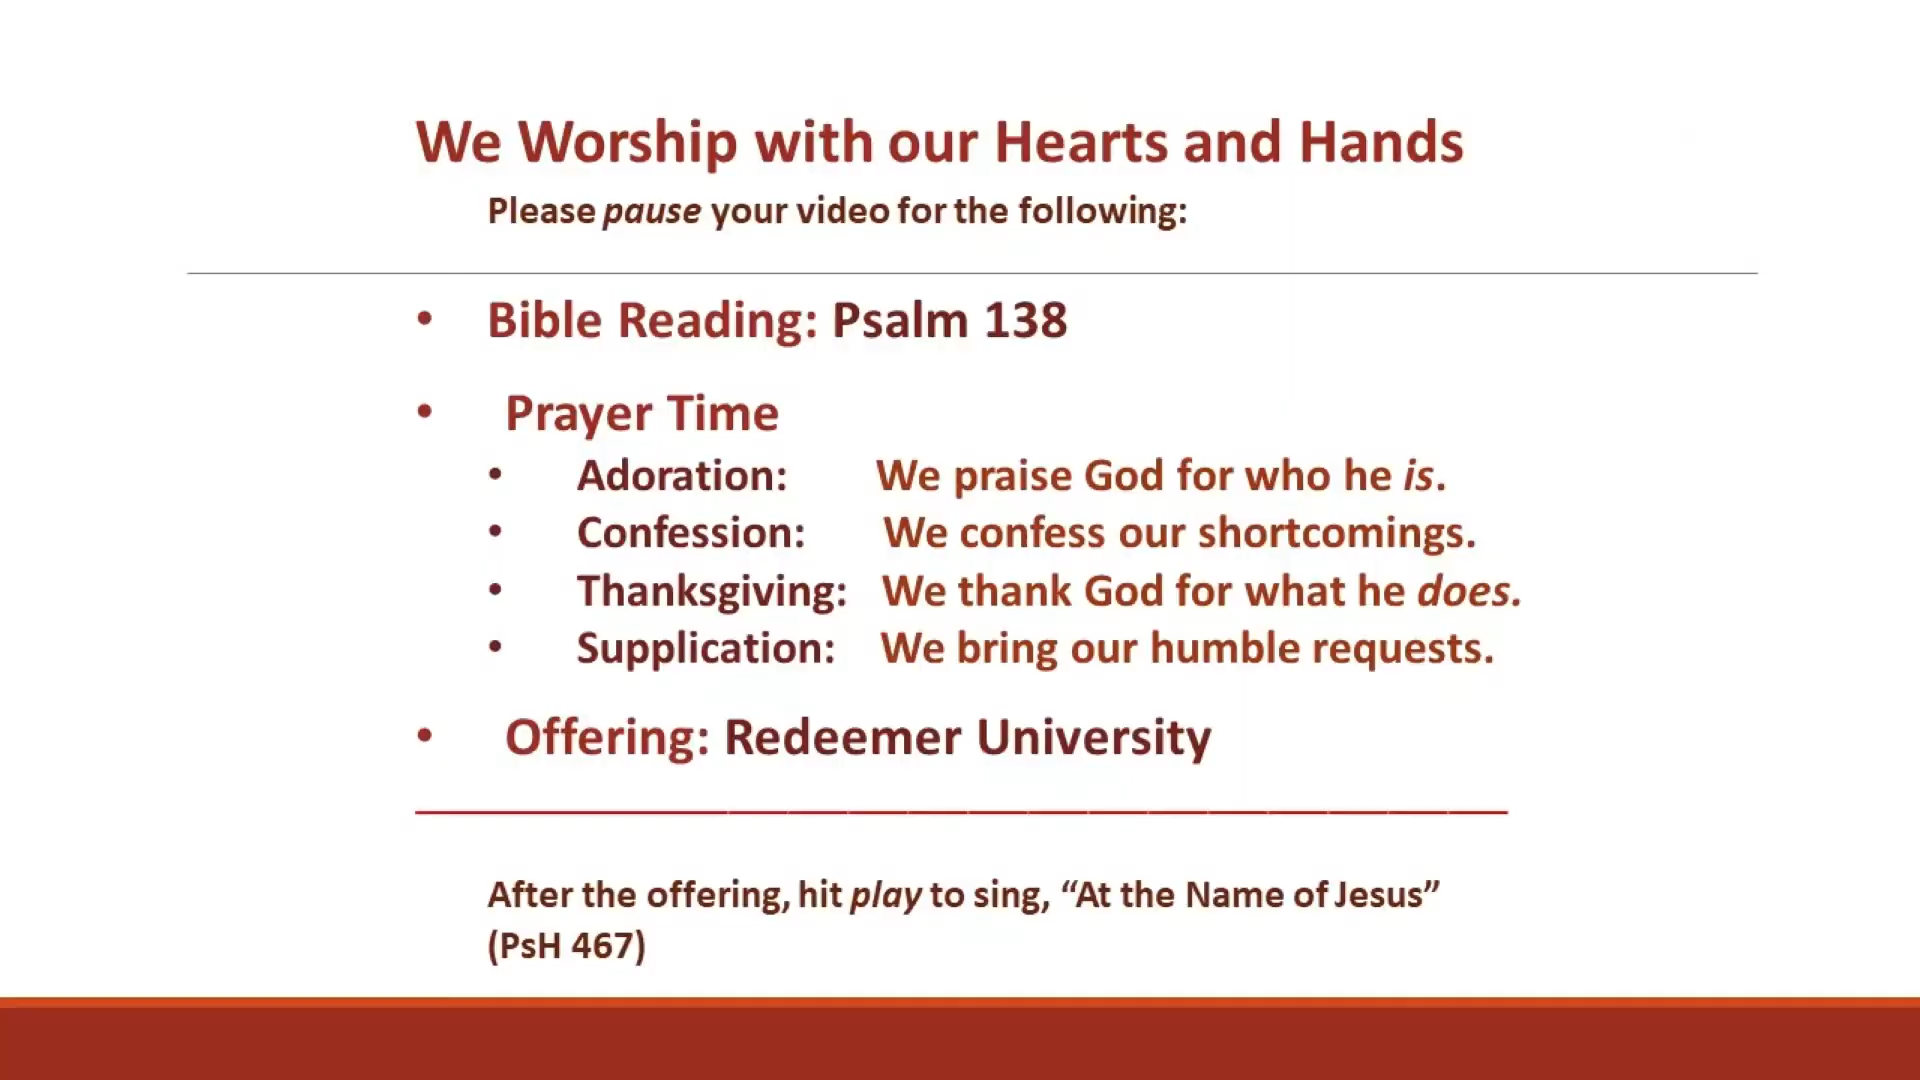 We Worship with our Hearts and Hands
Please pause your video for the following:
• Bible Reading: Psalm 138
• Prayer Time
• Adoration: We praise God for who he is.
• Confession: We confess our shortcomings.
• Thanksgiving: We thank God for what he does.
• Supplication: We bring our humble requests.
• Offering: Redeemer University
After the offering, hit play to sing, “At the Name of Jesus”
(PsH 467)